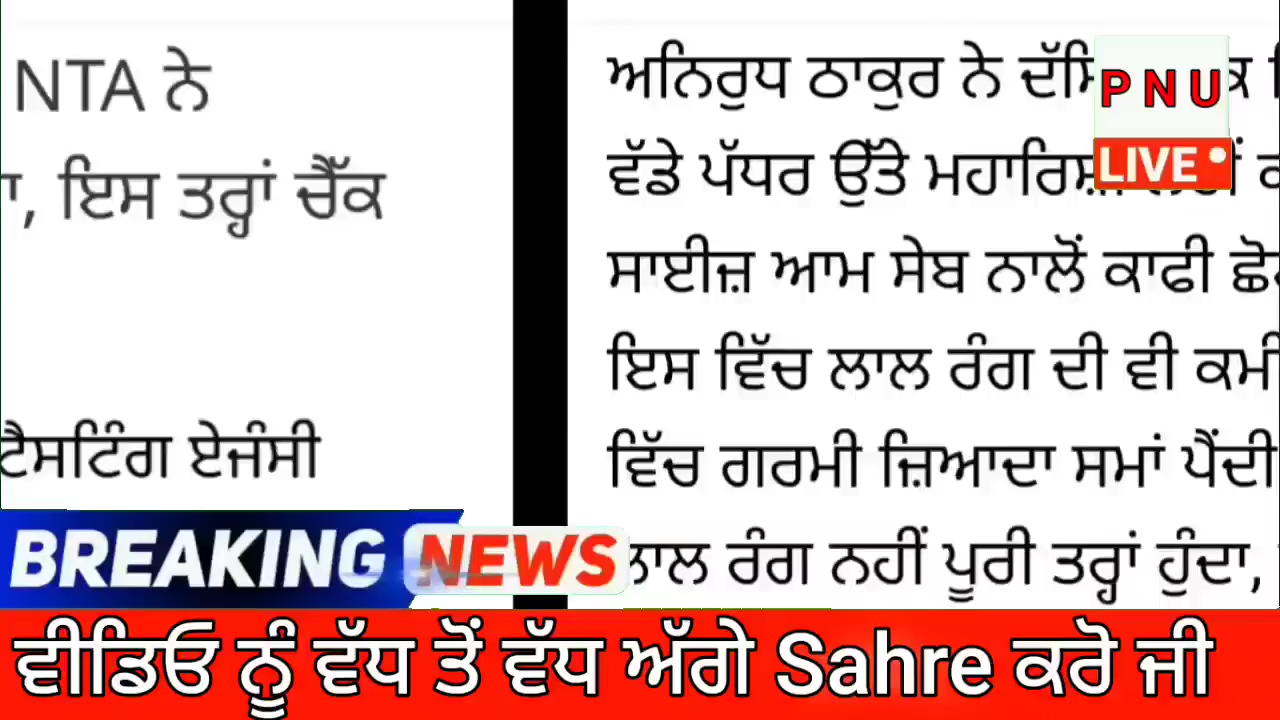 NTA ਨੇ
ਇਸ ਤਰ੍ਹਾਂ ਚੈੱਕ
ਟੈਸਟਿੰਗ ਏਜੰਸੀ
ਅਨਿਰੁਧ ਠਾਕੁਰ ਨੇ
ਵੱਡੇ ਪੱਧਰ ਉੱਤੇ
ਸਾਈਜ਼ ਆਮ ਸੇਬ ਨਾਲੋਂ ਕਾਫੀ
ਇਸ ਵਿੱਚ ਲਾਲ ਰੰਗ ਦੀ ਵੀ
ਵਿੱਚ ਗਰਮੀ ਜ਼ਿਆਦਾ ਸਮਾਂ ਪੈਂਦੀ
ਲਾਲ ਰੰਗ ਨਹੀਂ ਪੂਰੀ ਤਰ੍ਹਾਂ ਹੁੰਦਾ,
PNU
LIVE
BREAKING NEWS
ਵੀਡਿਓ ਨੂੰ ਵੱਧ ਤੋਂ ਵੱਧ ਅੱਗੇ Sahre ਕਰੋ ਜੀ